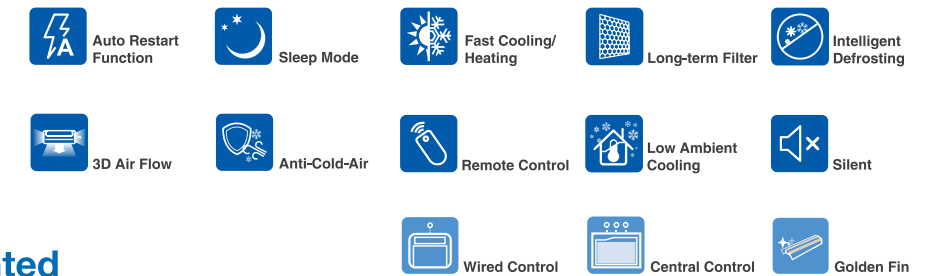 Auto Restart
Function
Sleep Mode
Fast Cooling/
Heating
Long-term Filter
Intelligent
Defrosting
3D Air Flow
Anti-Cold-Air
Remote Control
Low Ambient
Cooling
Silent
Wired Control
Central Control
Golden Fin